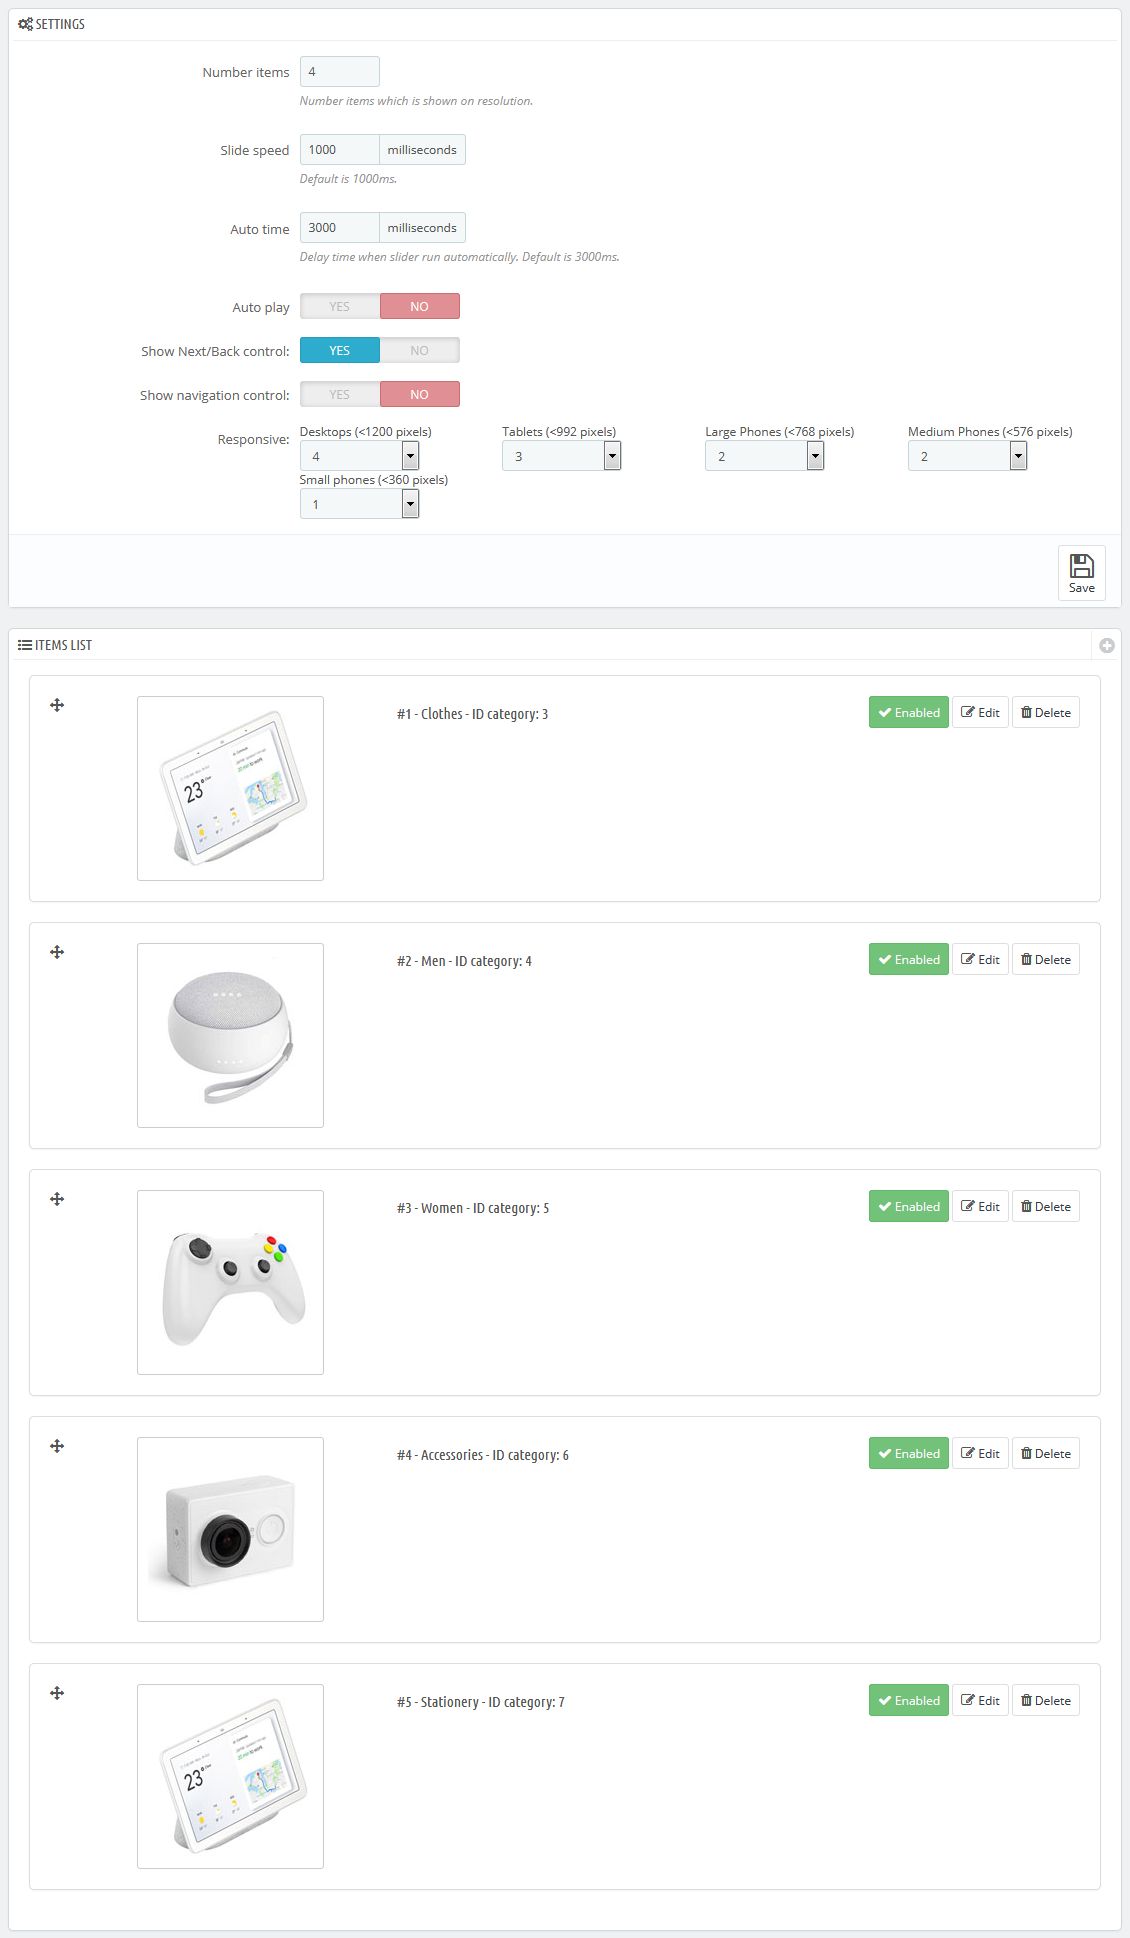 SETTINGS
Number items 4
Number items which is shown on resolution.
Slide speed 1000 milliseconds
Default is 1000ms.
Auto time 3000 milliseconds
Delay time when slider run automatically. Default is 3000ms.
Auto play YES NO
Show Next/Back control: YES NO
Show navigation control: YES NO
Responsive: Desktops (<1200 pixels) Tablets (<992 pixels) Large Phones (<768 pixels) Medium Phones (<576 pixels)
4 3 2 2
Small phones (<360 pixels)
1
Save
ITEMS LIST
#1 - Clothes - ID category: 3 Enabled Edit Delete
23°
#2 - Men - ID category: 4 Enabled Edit Delete
#3 - Women - ID category: 5 Enabled Edit Delete
#4 - Accessories - ID category: 6 Enabled Edit Delete
#5 - Stationery - ID category: 7 Enabled Edit Delete
23°